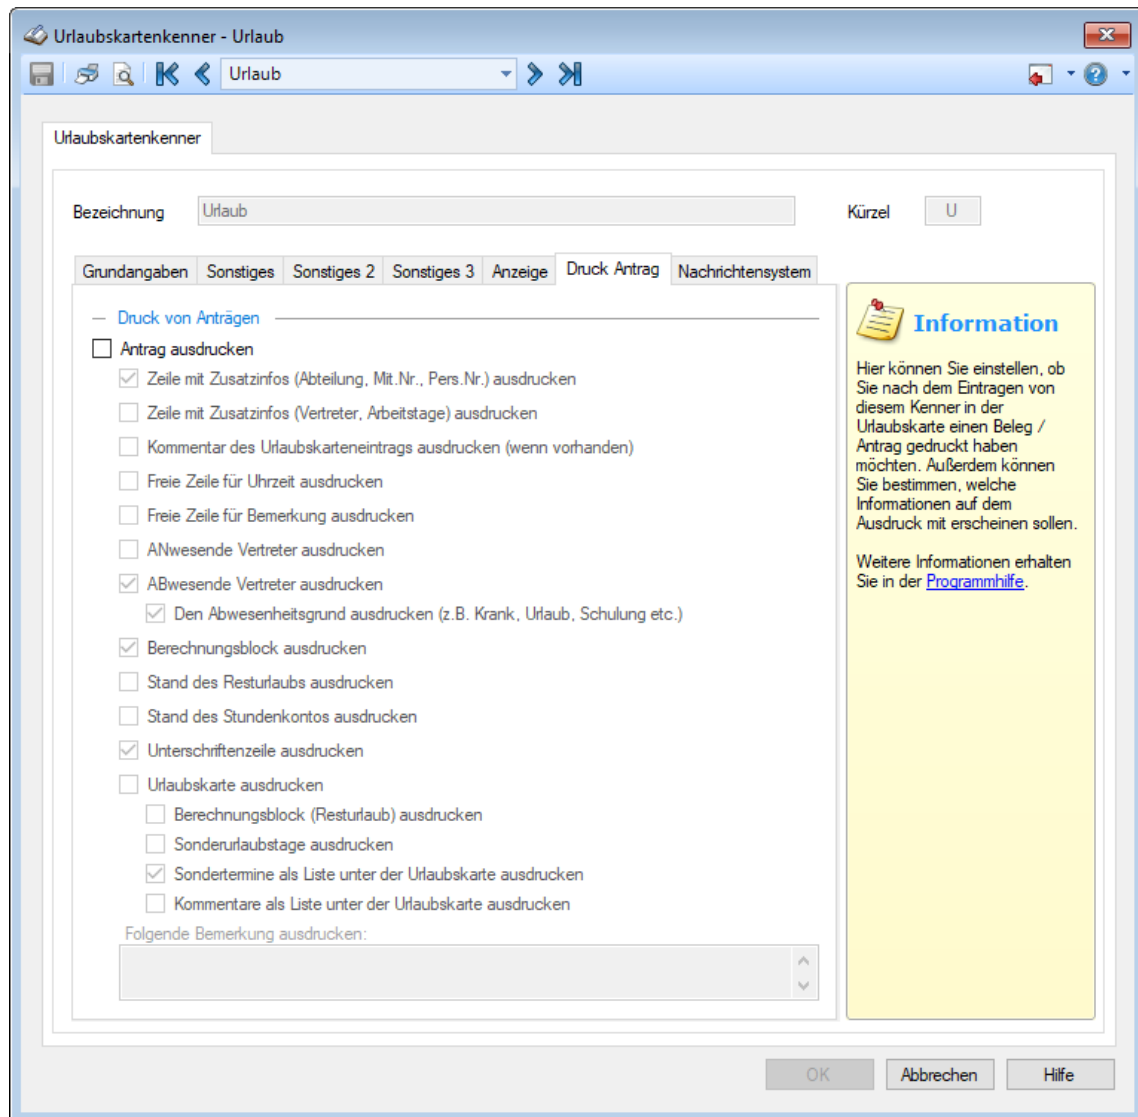 Urlaubskartenkenner - Urlaub
Urlaub
Urlaubskartenkenner
Bezeichnung Urlaub Kürzel U
Grundangaben Sonstiges Sonstiges 2 Sonstiges 3 Anzeige Druck Antrag Nachrichtensystem
Druck von Anträgen
Antrag ausdrucken
Zeile mit Zusatzinfos (Abteilung, Mit.Nr., Pers.Nr.) ausdrucken
Zeile mit Zusatzinfos (Vertreter, Arbeitstage) ausdrucken
Kommentar des Urlaubskarteneintrags ausdrucken (wenn vorhanden)
Freie Zeile für Uhrzeit ausdrucken
Freie Zeile für Bemerkung ausdrucken
ANwesende Vertreter ausdrucken
ABwesende Vertreter ausdrucken
Den Abwesenheitsgrund ausdrucken (z.B. Krank, Urlaub, Schulung etc.)
Berechnungsblock ausdrucken
Stand des Resturlaubs ausdrucken
Stand des Stundenkontos ausdrucken
Unterschriftenzeile ausdrucken
Urlaubskarte ausdrucken
Berechnungsblock (Resturlaub) ausdrucken
Sonderurlaubstage ausdrucken
Sondertermine als Liste unter der Urlaubskarte ausdrucken
Kommentare als Liste unter der Urlaubskarte ausdrucken
Folgende Bemerkung ausdrucken:
Information
Hier können Sie einstellen, ob
Sie nach dem Eintragen von
diesem Kenner in der
Urlaubskarte einen Beleg /
Antrag gedruckt haben
möchten. Außerdem können
Sie bestimmen, welche
Informationen auf dem
Ausdruck mit erscheinen sollen.
Weitere Informationen erhalten
Sie in der Programmhilfe.
OK Abbrechen Hilfe